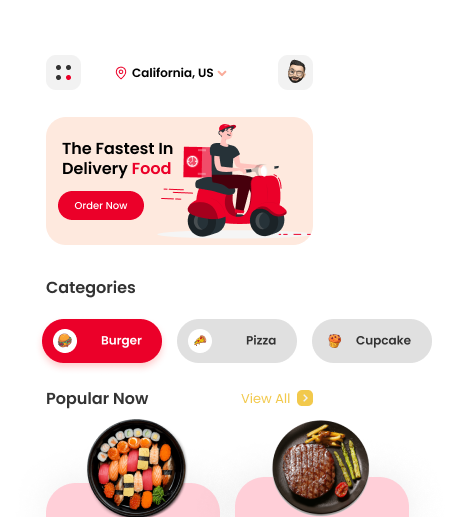 California, US
The Fastest In
Delivery Food
Order Now
Categories
Burger
Pizza
Cupcake
Popular Now
View All